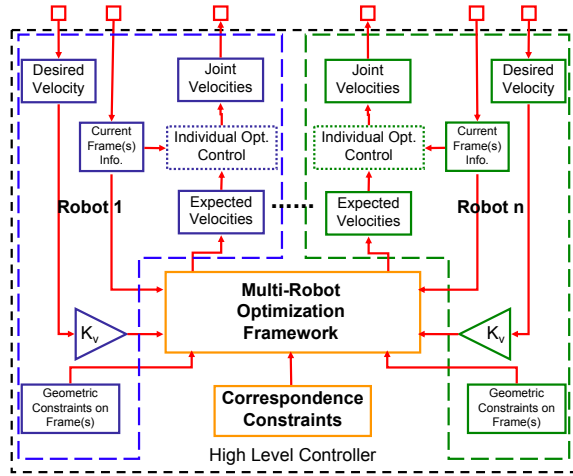 Desired
Velocity
Joint
Velocities
Joint
Velocities
Desired
Velocity
Current
Frame(s)
Info.
Individual Opt.
Control
Individual Opt.
Control
Current
Frame(s)
Info.
Robot 1
Expected
Velocities
......
Expected
Velocities
Robot n
Multi-Robot
Optimization
Framework
Kv
Kv
Geometric
Constraints on
Frame(s)
Correspondence
Constraints
Geometric
Constraints on
Frame(s)
High Level Controller